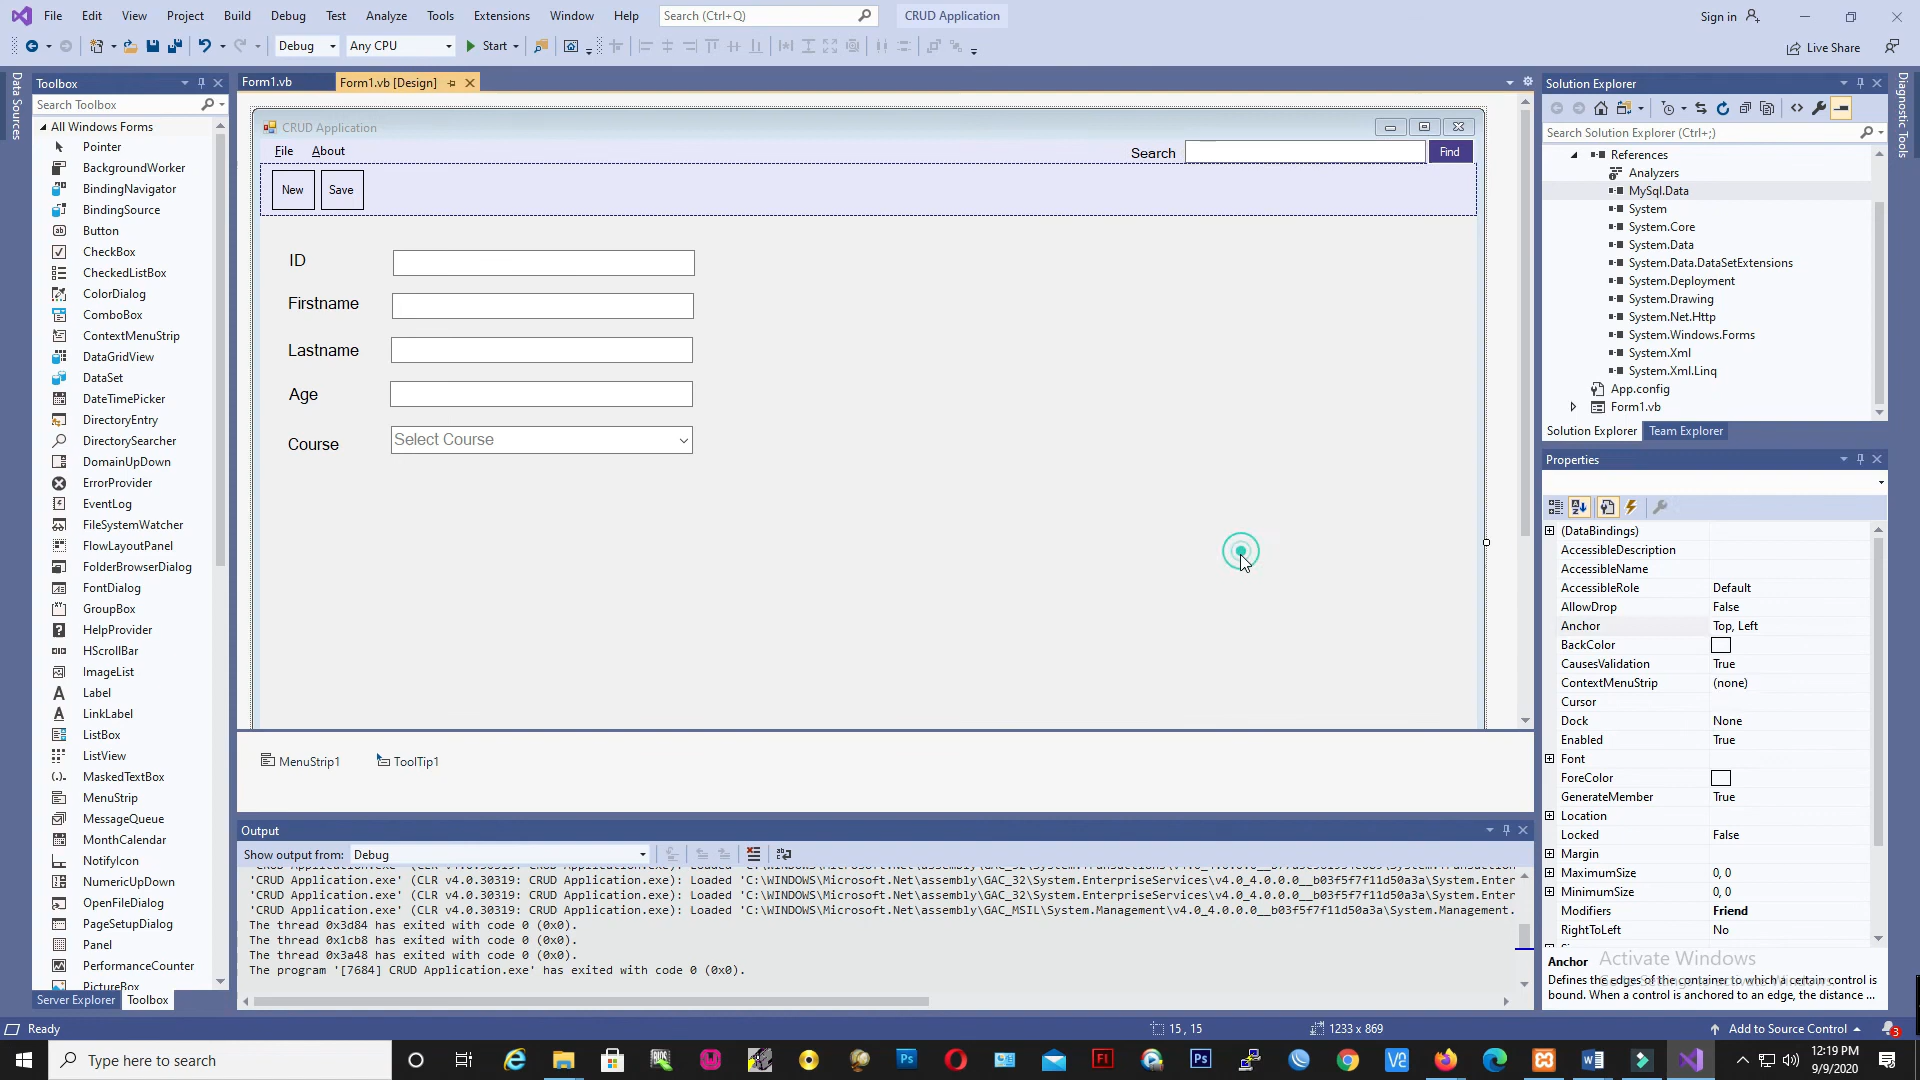 File Edit View Project Build Debug Test Analyze Tools Extensions Window Help Search (Ctrl+Q) CRUD Application Sign in
Debug Any CPU Start Live Share
Data Sources
Toolbox
Search Toolbox
All Windows Forms
Pointer
BackgroundWorker
BindingNavigator
BindingSource
Button
CheckBox
CheckedListBox
ColorDialog
ComboBox
ContextMenuStrip
DataGridView
DataSet
DateTimePicker
DirectoryEntry
DirectorySearcher
DomainUpDown
ErrorProvider
EventLog
FileSystemWatcher
FlowLayoutPanel
FolderBrowserDialog
FontDialog
GroupBox
HelpProvider
HScrollBar
ImageList
Label
LinkLabel
ListBox
ListView
MaskedTextBox
MenuStrip
MessageQueue
MonthCalendar
NotifyIcon
NumericUpDown
OpenFileDialog
PageSetupDialog
Panel
PerformanceCounter
PictureBox
Server Explorer Toolbox
Form1.vb Form1.vb [Design]
CRUD Application
File About Search Find
New Save
ID
Firstname
Lastname
Age
Course Select Course
MenuStrip1 ToolTip1
Output
Show output from: Debug
'CRUD Application.exe' (CLR v4.0.30319: CRUD Application.exe): Loaded 'C:\WINDOWS\Microsoft.Net\assembly\GAC_32\System.EnterpriseServices\v4.0_4.0.0.0__b03f5f7f11d50a3a\System.Enter
'CRUD Application.exe' (CLR v4.0.30319: CRUD Application.exe): Loaded 'C:\WINDOWS\Microsoft.Net\assembly\GAC_32\System.EnterpriseServices\v4.0_4.0.0.0__b03f5f7f11d50a3a\System.Enter
'CRUD Application.exe' (CLR v4.0.30319: CRUD Application.exe): Loaded 'C:\WINDOWS\Microsoft.Net\assembly\GAC_MSIL\System.Management\v4.0_4.0.0.0__b03f5f7f11d50a3a\System.Management.
The thread 0x3d84 has exited with code 0 (0x0).
The thread 0x1cb8 has exited with code 0 (0x0).
The thread 0x3a48 has exited with code 0 (0x0).
The program '[7684] CRUD Application.exe' has exited with code 0 (0x0).
Solution Explorer
Search Solution Explorer (Ctrl+;)
References
Analyzers
MySql.Data
System
System.Core
System.Data
System.Data.DataSetExtensions
System.Deployment
System.Drawing
System.Net.Http
System.Windows.Forms
System.Xml
System.Xml.Linq
App.config
Form1.vb
Solution Explorer Team Explorer
Properties
(DataBindings)
AccessibleDescription
AccessibleName
AccessibleRole Default
AllowDrop False
Anchor Top, Left
BackColor
CausesValidation True
ContextMenuStrip (none)
Cursor
Dock None
Enabled True
Font
ForeColor
GenerateMember True
Location
Locked False
Margin
MaximumSize 0, 0
MinimumSize 0, 0
Modifiers Friend
RightToLeft No
Anchor
Defines the edges of the container to which a certain control is
bound. When a control is anchored to an edge, the distance ...
Activate Windows
Go to Settings to activate Windows.
Diagnostic Tools
Ready 15 , 15 1233 x 869 Add to Source Control 3
Type here to search 12:19 PM
9/9/2020